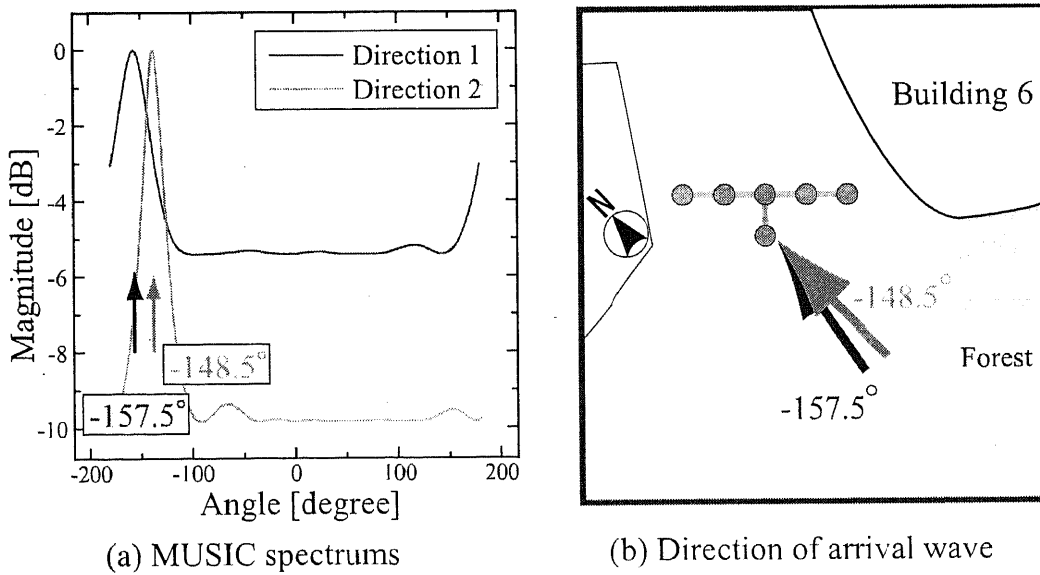 0
-2
-4
-6
-8
-10
Magnitude [dB]
Direction 1
Direction 2
-148.5°
-157.5°
-200
-100
0
100
200
Angle [degree]
(a) MUSIC spectrums
Building 6
N
-148.5°
Forest
-157.5°
(b) Direction of arrival wave